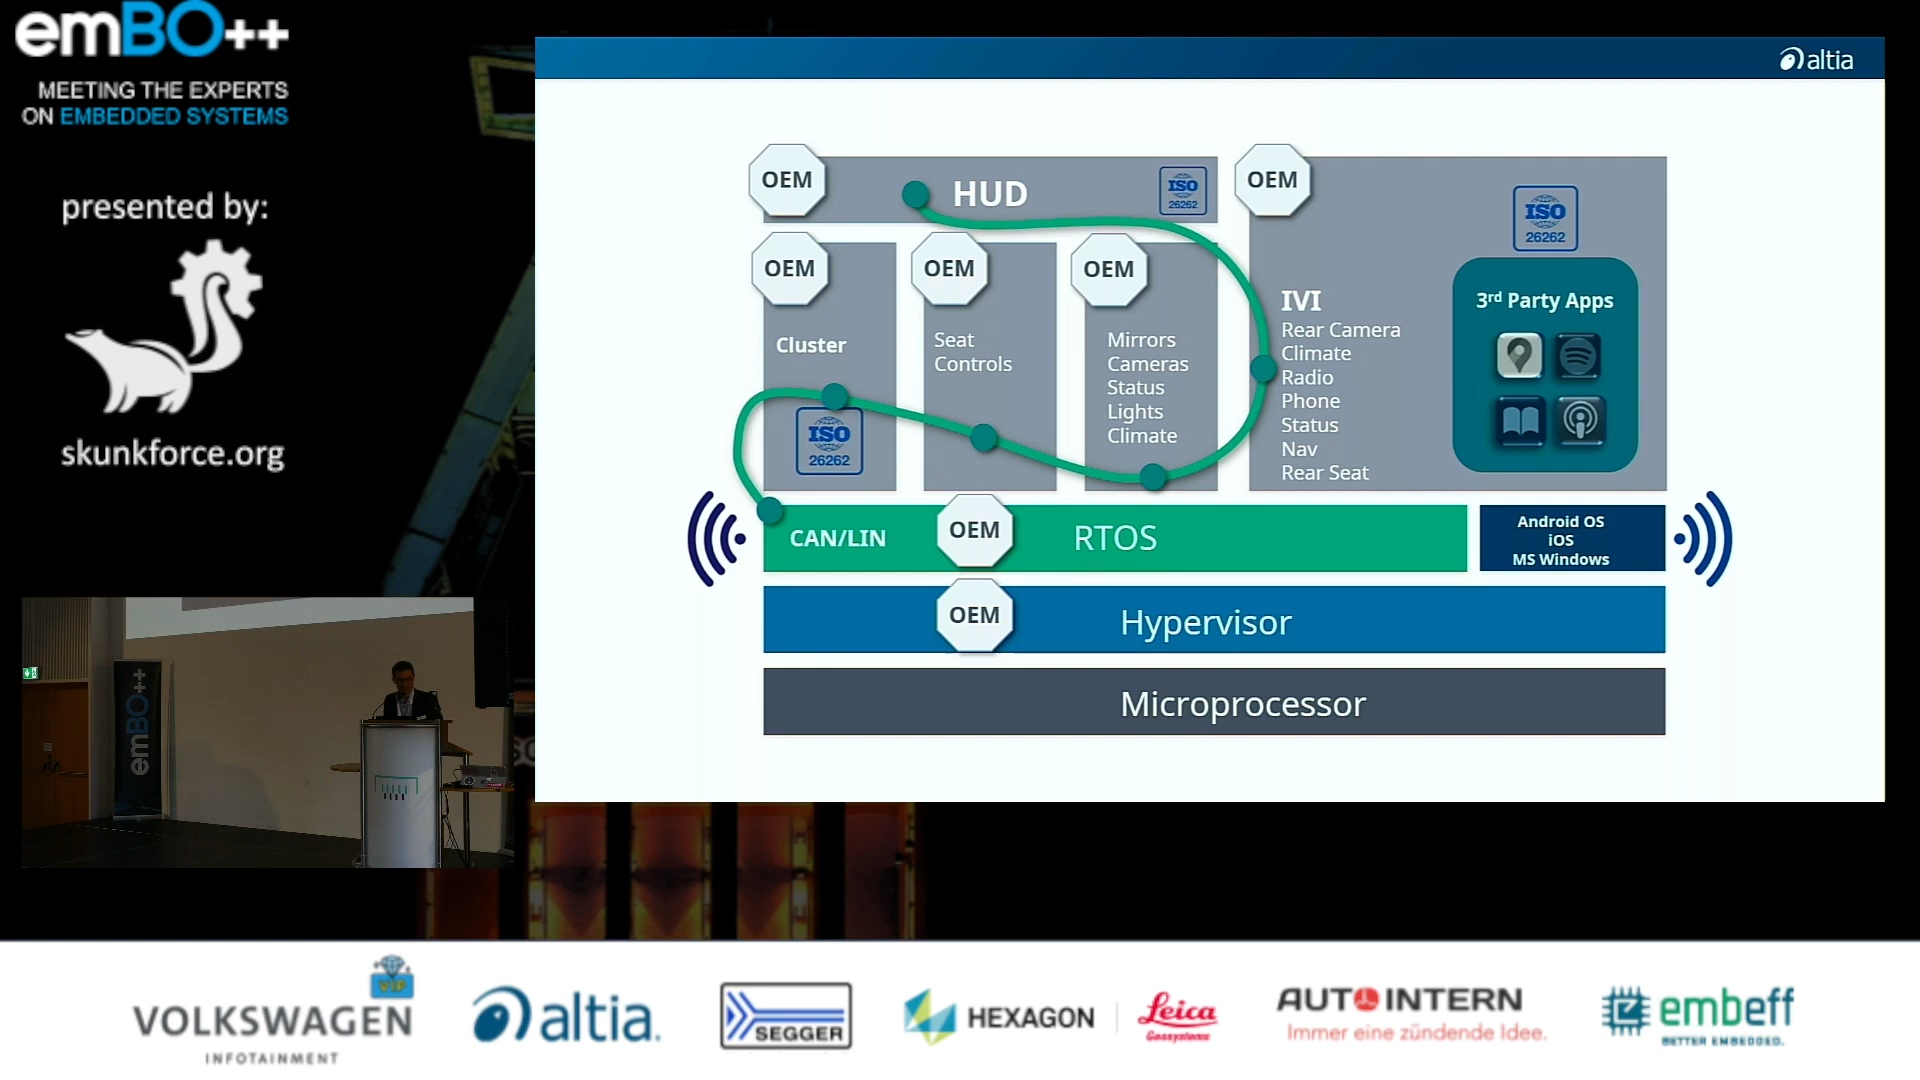 emBO++
MEETING THE EXPERTS
ON EMBEDDED SYSTEMS
presented by:
skunkforce.org
emBO++
altia
OEM
HUD
ISO
26262
OEM
ISO
26262
OEM
Cluster
ISO
26262
OEM
Seat
Controls
OEM
Mirrors
Cameras
Status
Lights
Climate
IVI
Rear Camera
Climate
Radio
Phone
Status
Nav
Rear Seat
3rd Party Apps
CAN/LIN
OEM
RTOS
Android OS
iOS
MS Windows
OEM
Hypervisor
Microprocessor
VIP
VOLKSWAGEN
INFOTAINMENT
altia.
SEGGER
HEXAGON
Leica
Geosystems
AUTOINTERN
Immer eine zündende Idee.
embeff
BETTER EMBEDDED.